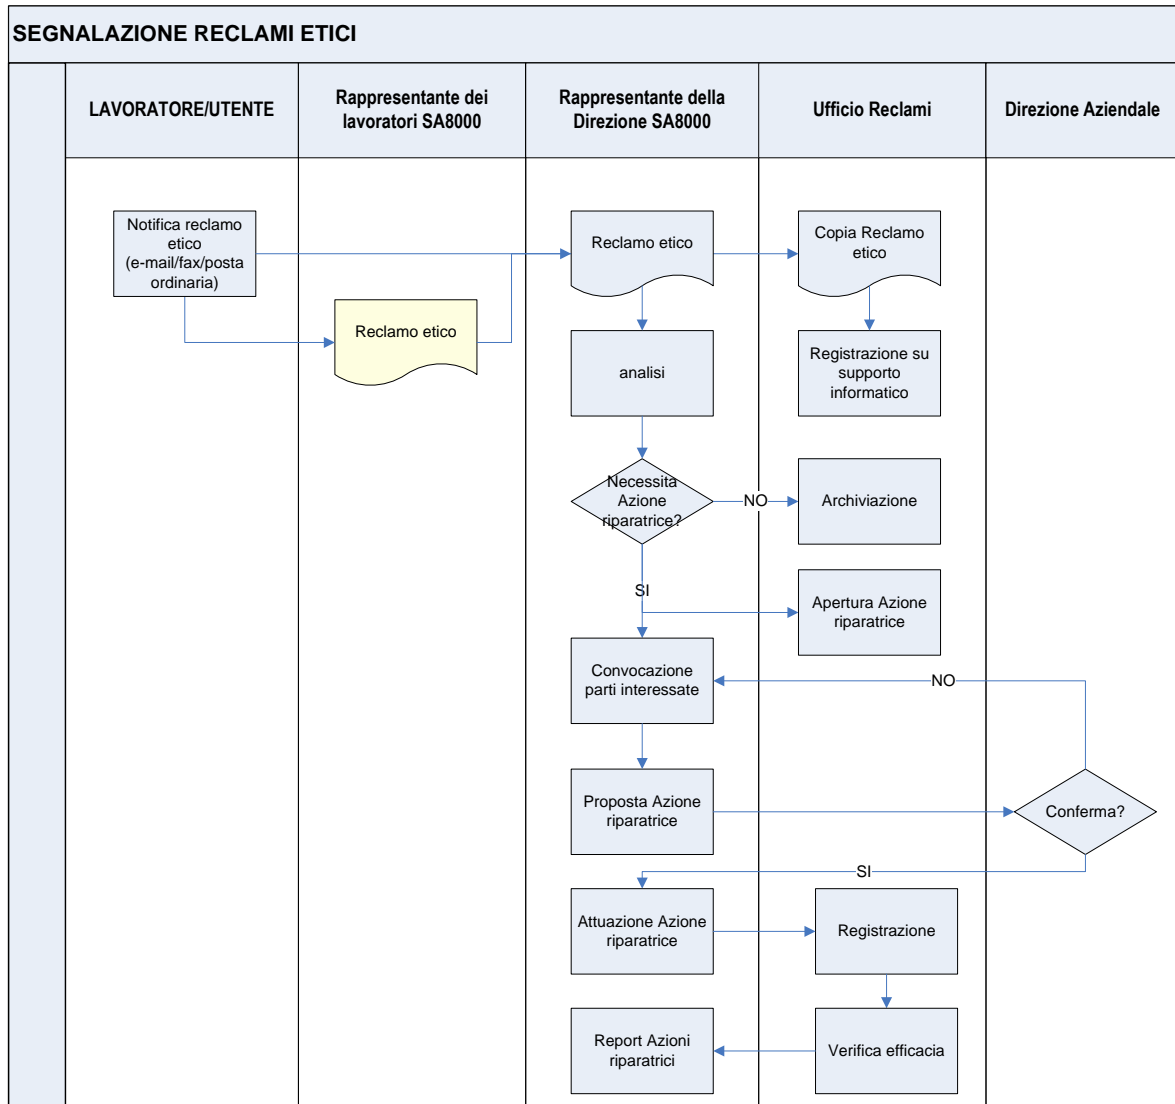 SEGNALAZIONE RECLAMI ETICI
LAVORATORE/UTENTE
Rappresentante dei
lavoratori SA8000
Rappresentante della
Direzione SA8000
Ufficio Reclami
Direzione Aziendale
Notifica reclamo
etico
(e-mail/fax/posta
ordinaria)
Reclamo etico
Copia Reclamo
etico
Reclamo etico
analisi
Registrazione su
supporto
informatico
Necessita
Azione
riparatrice?
NO
Archiviazione
SI
Apertura Azione
riparatrice
Convocazione
parti interessate
NO
Proposta Azione
riparatrice
Conferma?
SI
Attuazione Azione
riparatrice
Registrazione
Report Azioni
riparatrici
Verifica efficacia